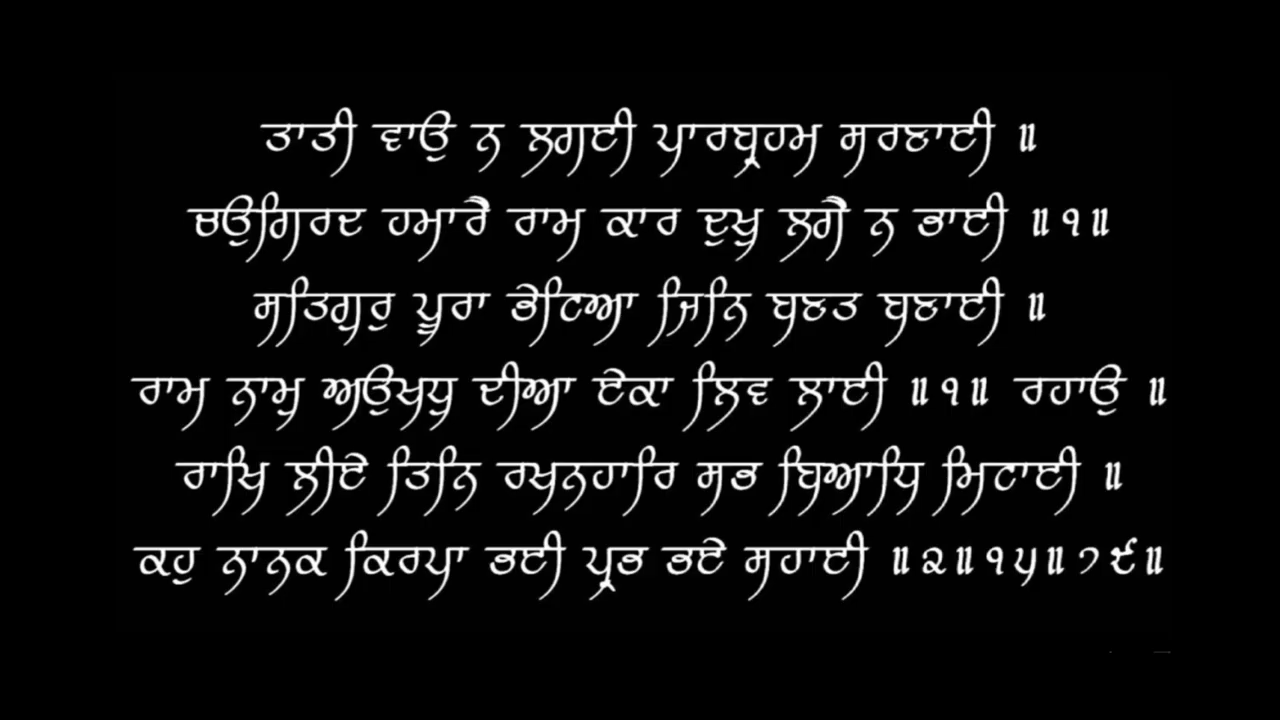 ਤਾਤੀ ਵਾਉ ਨ ਲਗਈ ਪਾਰਬ੍ਰਹਮ ਸਰਣਾਈ ॥
ਚਉਗਿਰਦ ਹਮਾਰੈ ਰਾਮ ਕਾਰ ਦੁਖੁ ਲਗੈ ਨ ਭਾਈ ॥੧॥
ਸਤਿਗੁਰੁ ਪੂਰਾ ਭੇਟਿਆ ਜਿਨਿ ਬਣਤ ਬਣਾਈ ॥
ਰਾਮ ਨਾਮੁ ਅਉਖਧੁ ਦੀਆ ਏਕਾ ਲਿਵ ਲਾਈ ॥੧॥ ਰਹਾਉ ॥
ਰਾਖਿ ਲੀਏ ਤਿਨਿ ਰਖਨਹਾਰਿ ਸਭ ਬਿਆਧਿ ਮਿਟਾਈ ॥
ਕਹੁ ਨਾਨਕ ਕਿਰਪਾ ਭਈ ਪ੍ਰਭ ਭਏ ਸਹਾਈ ॥੨॥੧੫॥੭੯॥